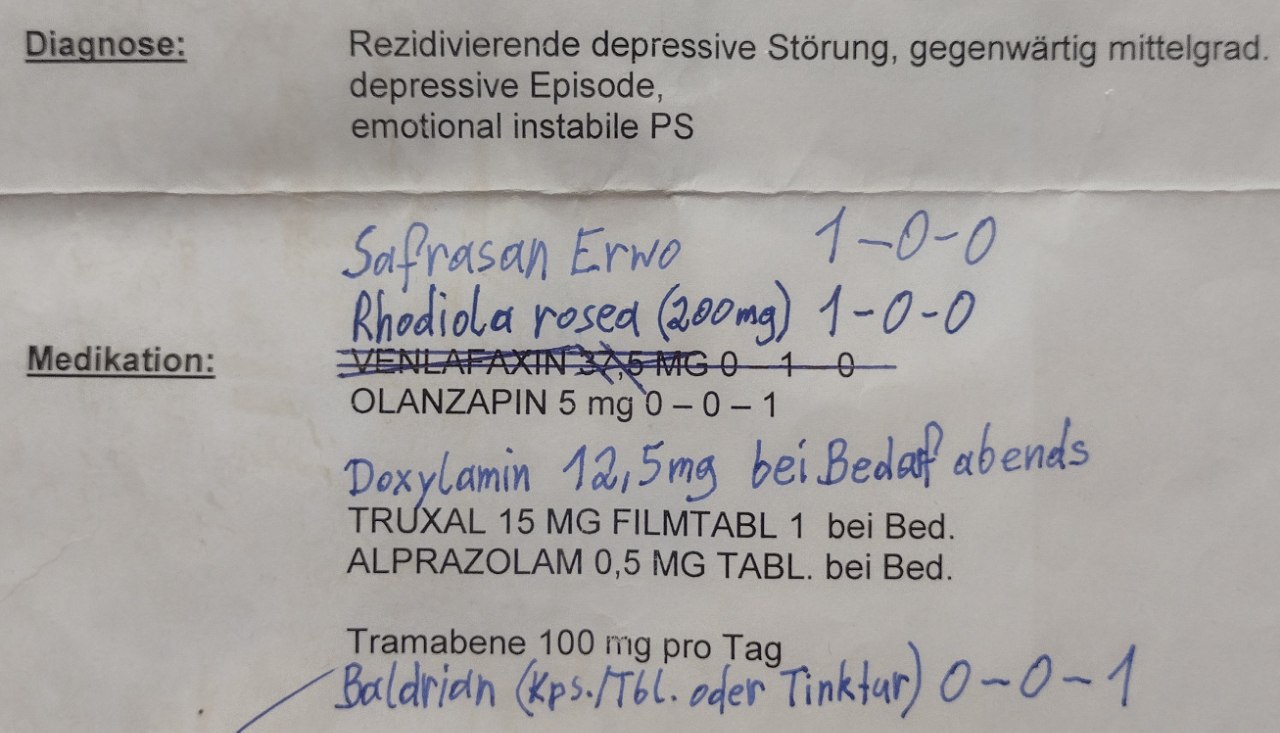 Diagnose: Rezidivierende depressive Störung, gegenwärtig mittelgrad.
depressive Episode,
emotional instabile PS
Safrasan Erwo 1-0-0
Rhodiola rosea (200mg) 1-0-0
Medikation: VENLAFAXIN 37,5 MG 0 – 1 – 0
OLANZAPIN 5 mg 0 – 0 – 1
Doxylamin 12,5mg bei Bedarf abends
TRUXAL 15 MG FILMTABL 1 bei Bed.
ALPRAZOLAM 0,5 MG TABL. bei Bed.
Tramabene 100 mg pro Tag
Baldrian (Kps./Tbl. oder Tinktur) 0-0-1